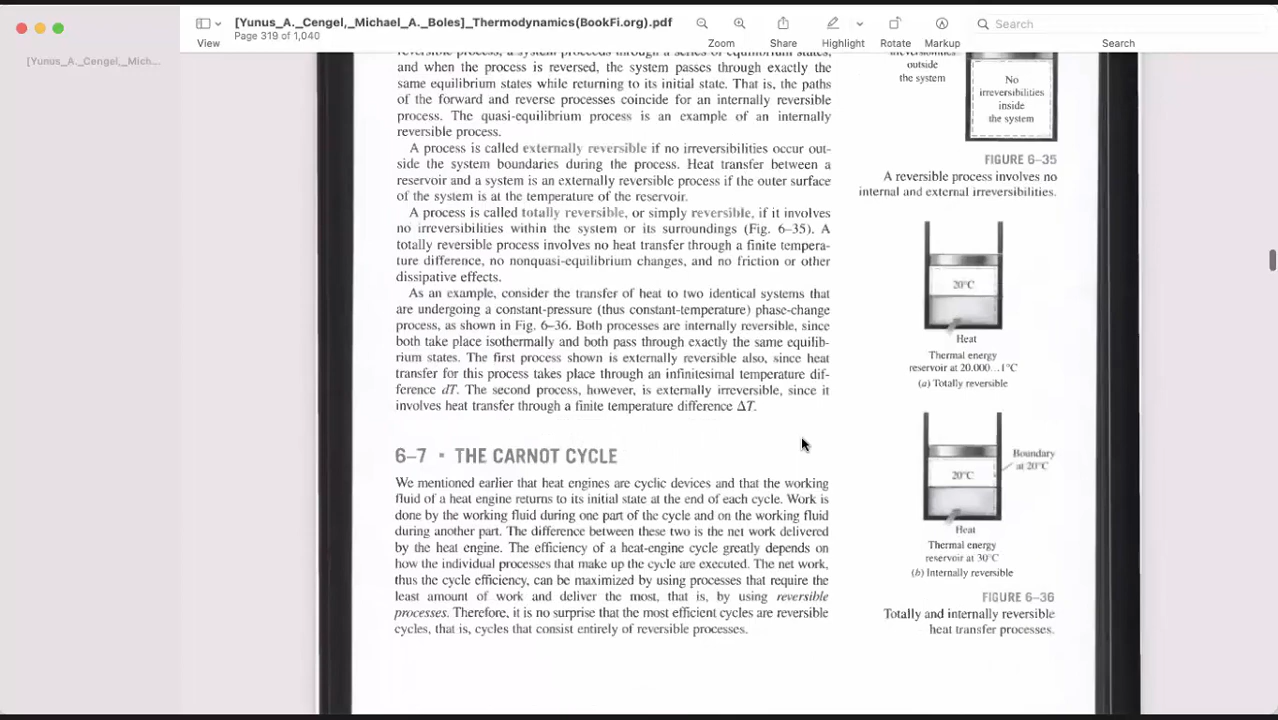 [Yunus_A._Cengel,_Michael_A._Boles]_Thermodynamics(BookFi.org).pdf
Page 319 of 1,040
View
Zoom
Share
Highlight
Rotate
Markup
Search
Search
[Yunus_A._Cengel,_Mich...
reversible process, a system proceeds through a series of equilibrium states,
and when the process is reversed, the system passes through exactly the
same equilibrium states while returning to its initial state. That is, the paths
of the forward and reverse processes coincide for an internally reversible
process. The quasi-equilibrium process is an example of an internally
reversible process.
A process is called externally reversible if no irreversibilities occur out-
side the system boundaries during the process. Heat transfer between a
reservoir and a system is an externally reversible process if the outer surface
of the system is at the temperature of the reservoir.
A process is called totally reversible, or simply reversible, if it involves
no irreversibilities within the system or its surroundings (Fig. 6–35). A
totally reversible process involves no heat transfer through a finite tempera-
ture difference, no nonquasi-equilibrium changes, and no friction or other
dissipative effects.
As an example, consider the transfer of heat to two identical systems that
are undergoing a constant-pressure (thus constant-temperature) phase-change
process, as shown in Fig. 6–36. Both processes are internally reversible, since
both take place isothermally and both pass through exactly the same equilib-
rium states. The first process shown is externally reversible also, since heat
transfer for this process takes place through an infinitesimal temperature dif-
ference dT. The second process, however, is externally irreversible, since it
involves heat transfer through a finite temperature difference ΔT.
6–7 ▪ THE CARNOT CYCLE
We mentioned earlier that heat engines are cyclic devices and that the working
fluid of a heat engine returns to its initial state at the end of each cycle. Work is
done by the working fluid during one part of the cycle and on the working fluid
during another part. The difference between these two is the net work delivered
by the heat engine. The efficiency of a heat-engine cycle greatly depends on
how the individual processes that make up the cycle are executed. The net work,
thus the cycle efficiency, can be maximized by using processes that require the
least amount of work and deliver the most, that is, by using reversible
processes. Therefore, it is no surprise that the most efficient cycles are reversible
cycles, that is, cycles that consist entirely of reversible processes.
irreversibilities
outside
the system
No
irreversibilities
inside
the system
FIGURE 6–35
A reversible process involves no
internal and external irreversibilities.
20°C
Heat
Thermal energy
reservoir at 20.000...1°C
(a) Totally reversible
20°C
Boundary
at 20°C
Heat
Thermal energy
reservoir at 30°C
(b) Internally reversible
FIGURE 6–36
Totally and internally reversible
heat transfer processes.